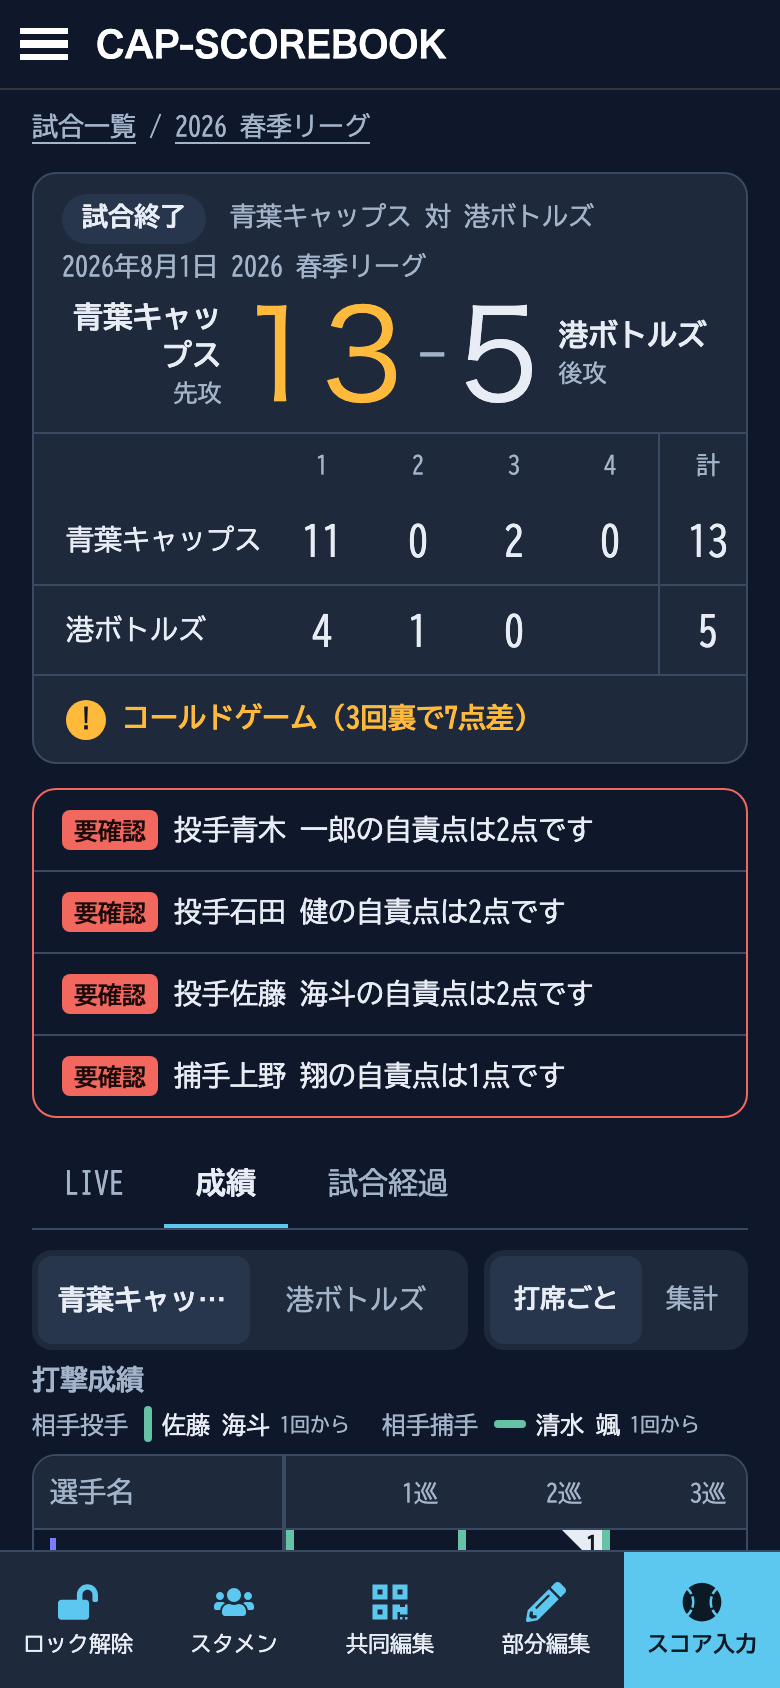 CAP-SCOREBOOK
試合一覧 / 2026 春季リーグ
試合終了 青葉キャップス 対 港ボトルズ
2026年8月1日 2026 春季リーグ
青葉キャッ
プス
先攻
13 - 5
港ボトルズ
後攻
1 2 3 4 計
青葉キャップス 11 0 2 0 13
港ボトルズ 4 1 0 5
! コールドゲーム（3回裏で7点差）
要確認 投手青木 一郎の自責点は2点です
要確認 投手石田 健の自責点は2点です
要確認 投手佐藤 海斗の自責点は2点です
要確認 捕手上野 翔の自責点は1点です
LIVE 成績 試合経過
青葉キャッ… 港ボトルズ 打席ごと 集計
打撃成績
相手投手 佐藤 海斗 1回から 相手捕手 清水 颯 1回から
選手名 1巡 2巡 3巡
1
ロック解除 スタメン 共同編集 部分編集 スコア入力